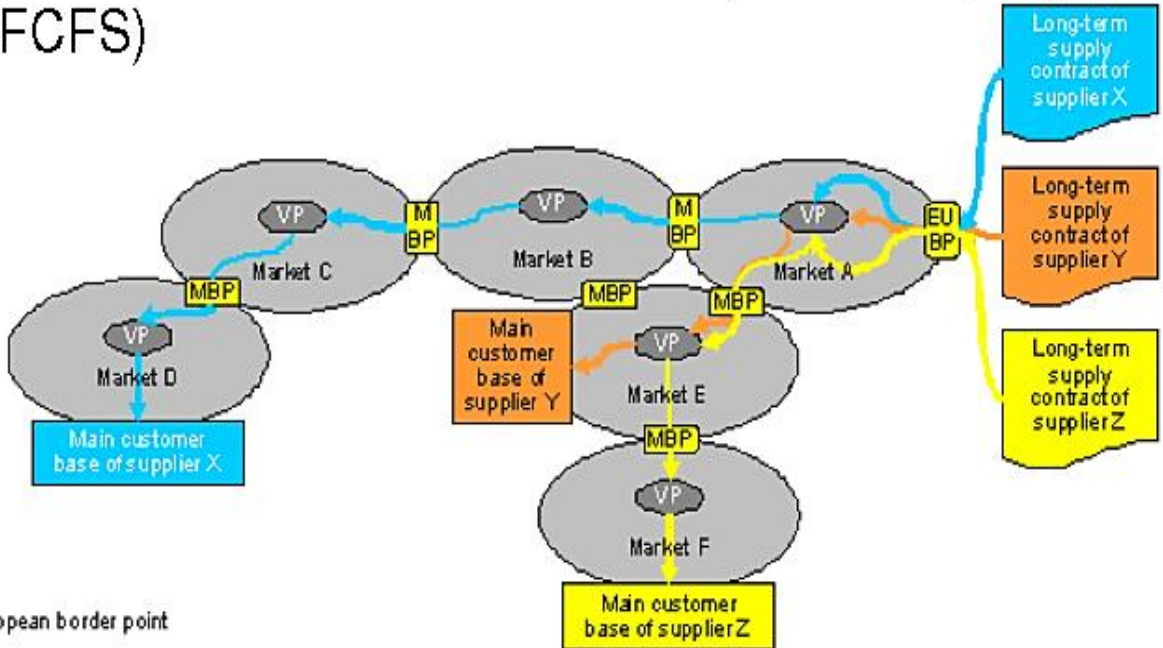 FCFS)
Long-term
supply
contract of
supplier X
Long-term
supply
contract of
supplier Y
Long-term
supply
contract of
supplier Z
VP
M
BP
VP
M
BP
VP
EU
BP
Market C
Market B
Market A
MBP
MBP
MBP
VP
Market D
Main customer
base of supplier X
Main
customer
base of
supplier Y
VP
Market E
MBP
VP
Market F
Main customer
base of supplier Z
opean border point